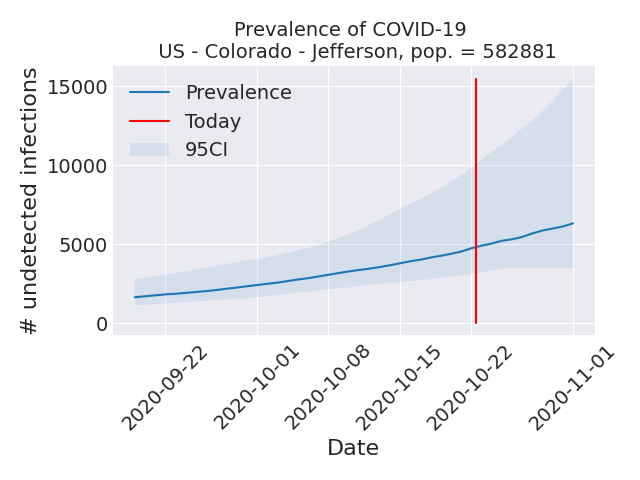 Prevalence of COVID-19
US - Colorado - Jefferson, pop. = 582881
# undetected infections
15000
10000
5000
0
Prevalence
Today
95CI
2020-09-22
2020-10-01
2020-10-08
2020-10-15
2020-10-22
2020-11-01
Date